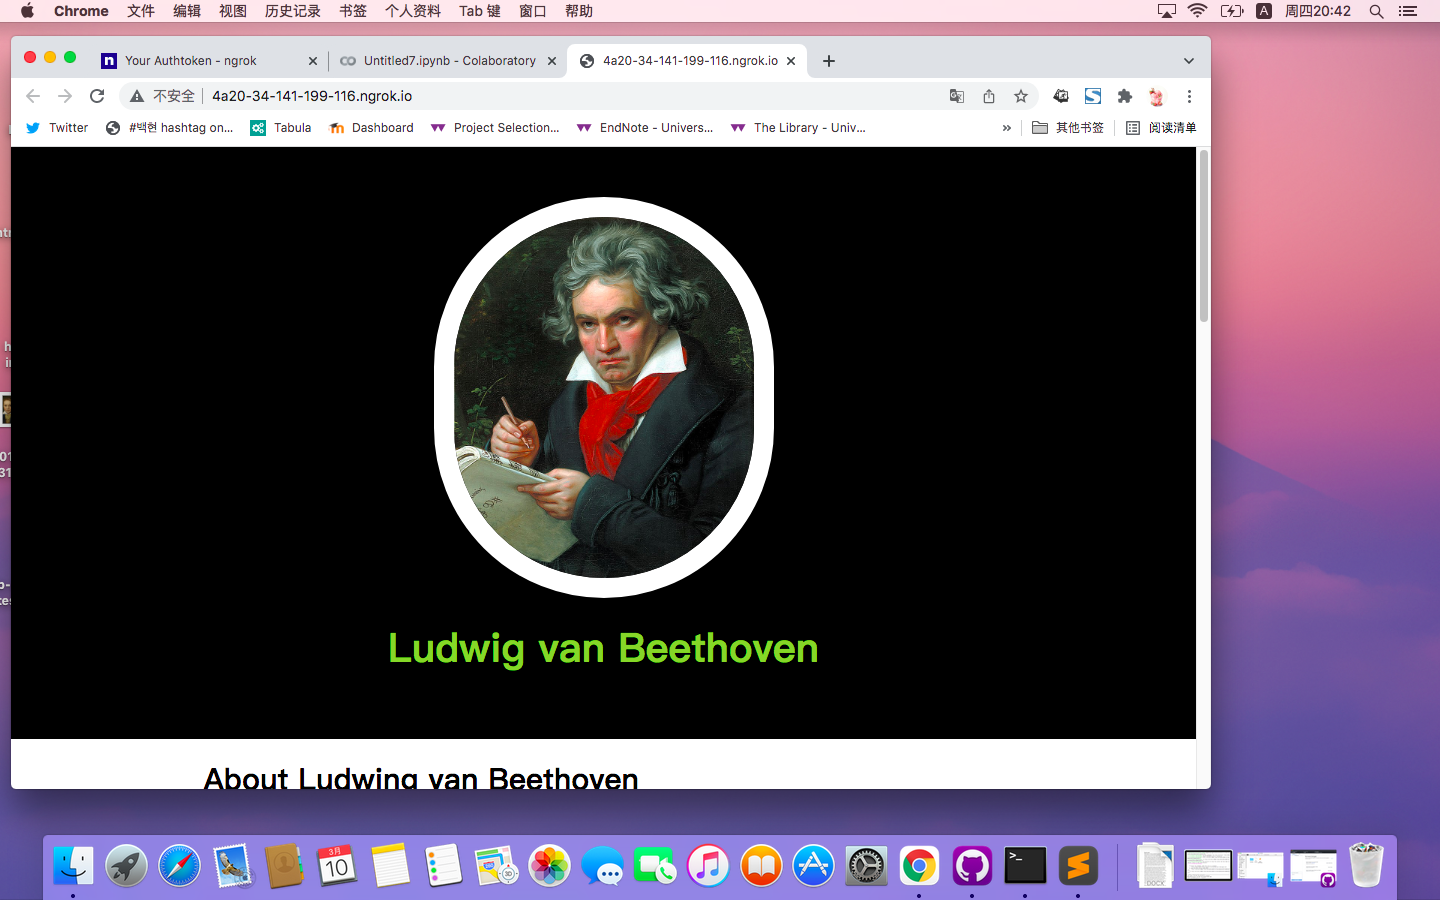 Chrome 文件 编辑 视图 历史记录 书签 个人资料 Tab 键 窗口 帮助 A 周四20:42
Your Authtoken - ngrok Untitled7.ipynb - Colaboratory 4a20-34-141-199-116.ngrok.io
不安全 4a20-34-141-199-116.ngrok.io
Twitter #백현 hashtag on... Tabula Dashboard Project Selection... EndNote - Univers... The Library - Univ... » 其他书签 阅读清单
Ludwig van Beethoven
About Ludwing van Beethoven
3月
10
DOCX